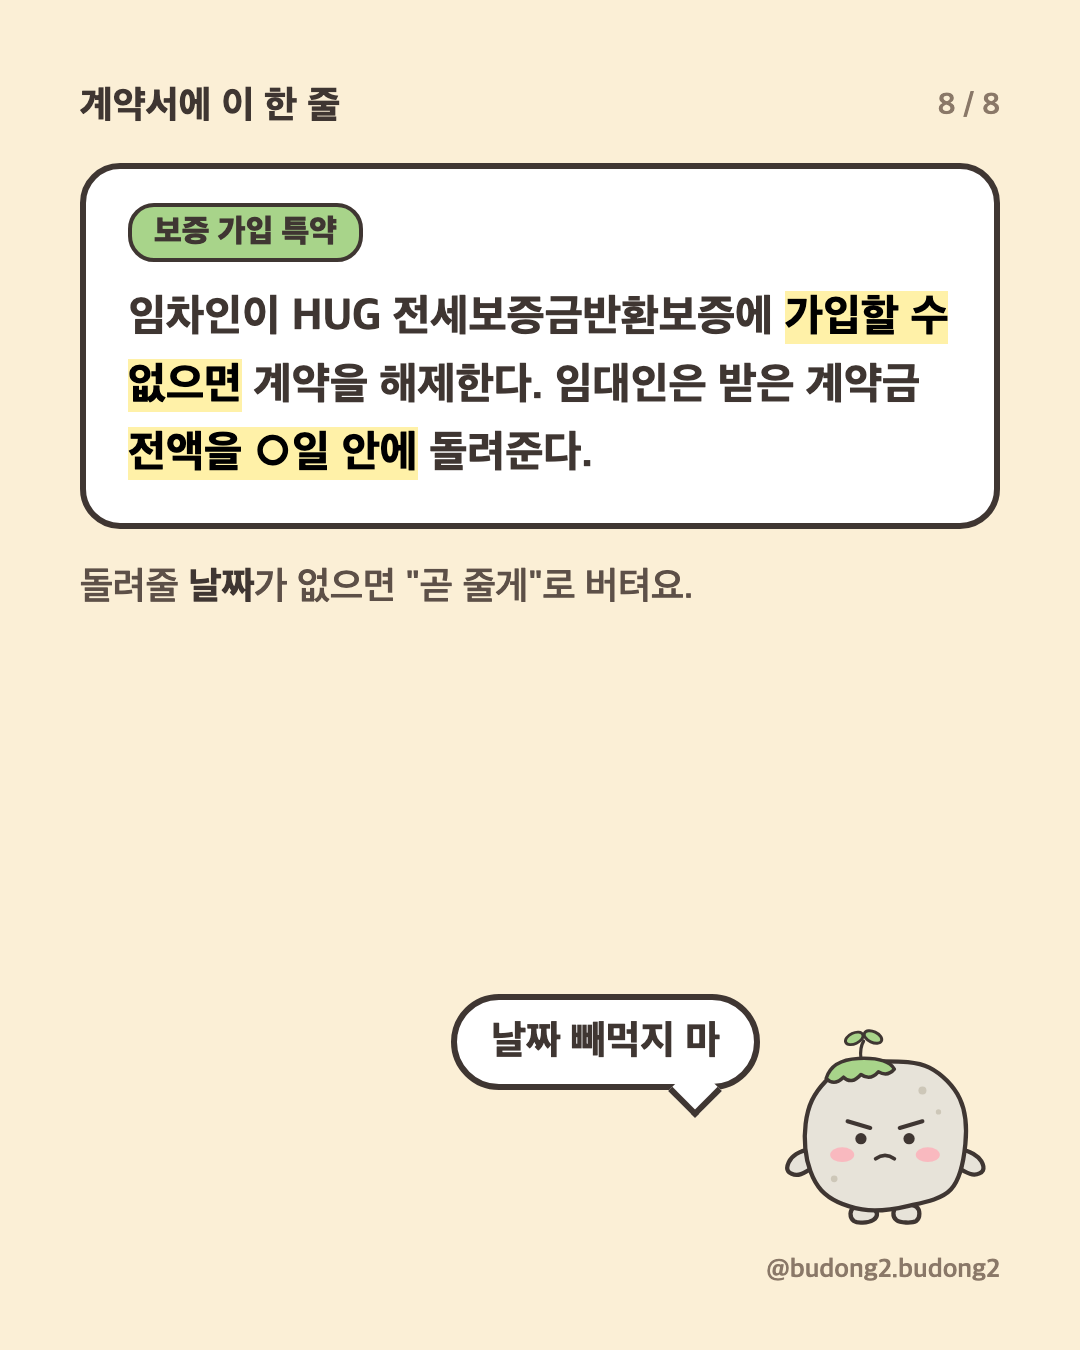 계약서에 이 한 줄
8 / 8
보증 가입 특약
임차인이 HUG 전세보증금반환보증에 가입할 수
없으면 계약을 해제한다. 임대인은 받은 계약금
전액을 O일 안에 돌려준다.
돌려줄 날짜가 없으면 "곧 줄게"로 버텨요.
날짜 빼먹지 마
@budong2.budong2